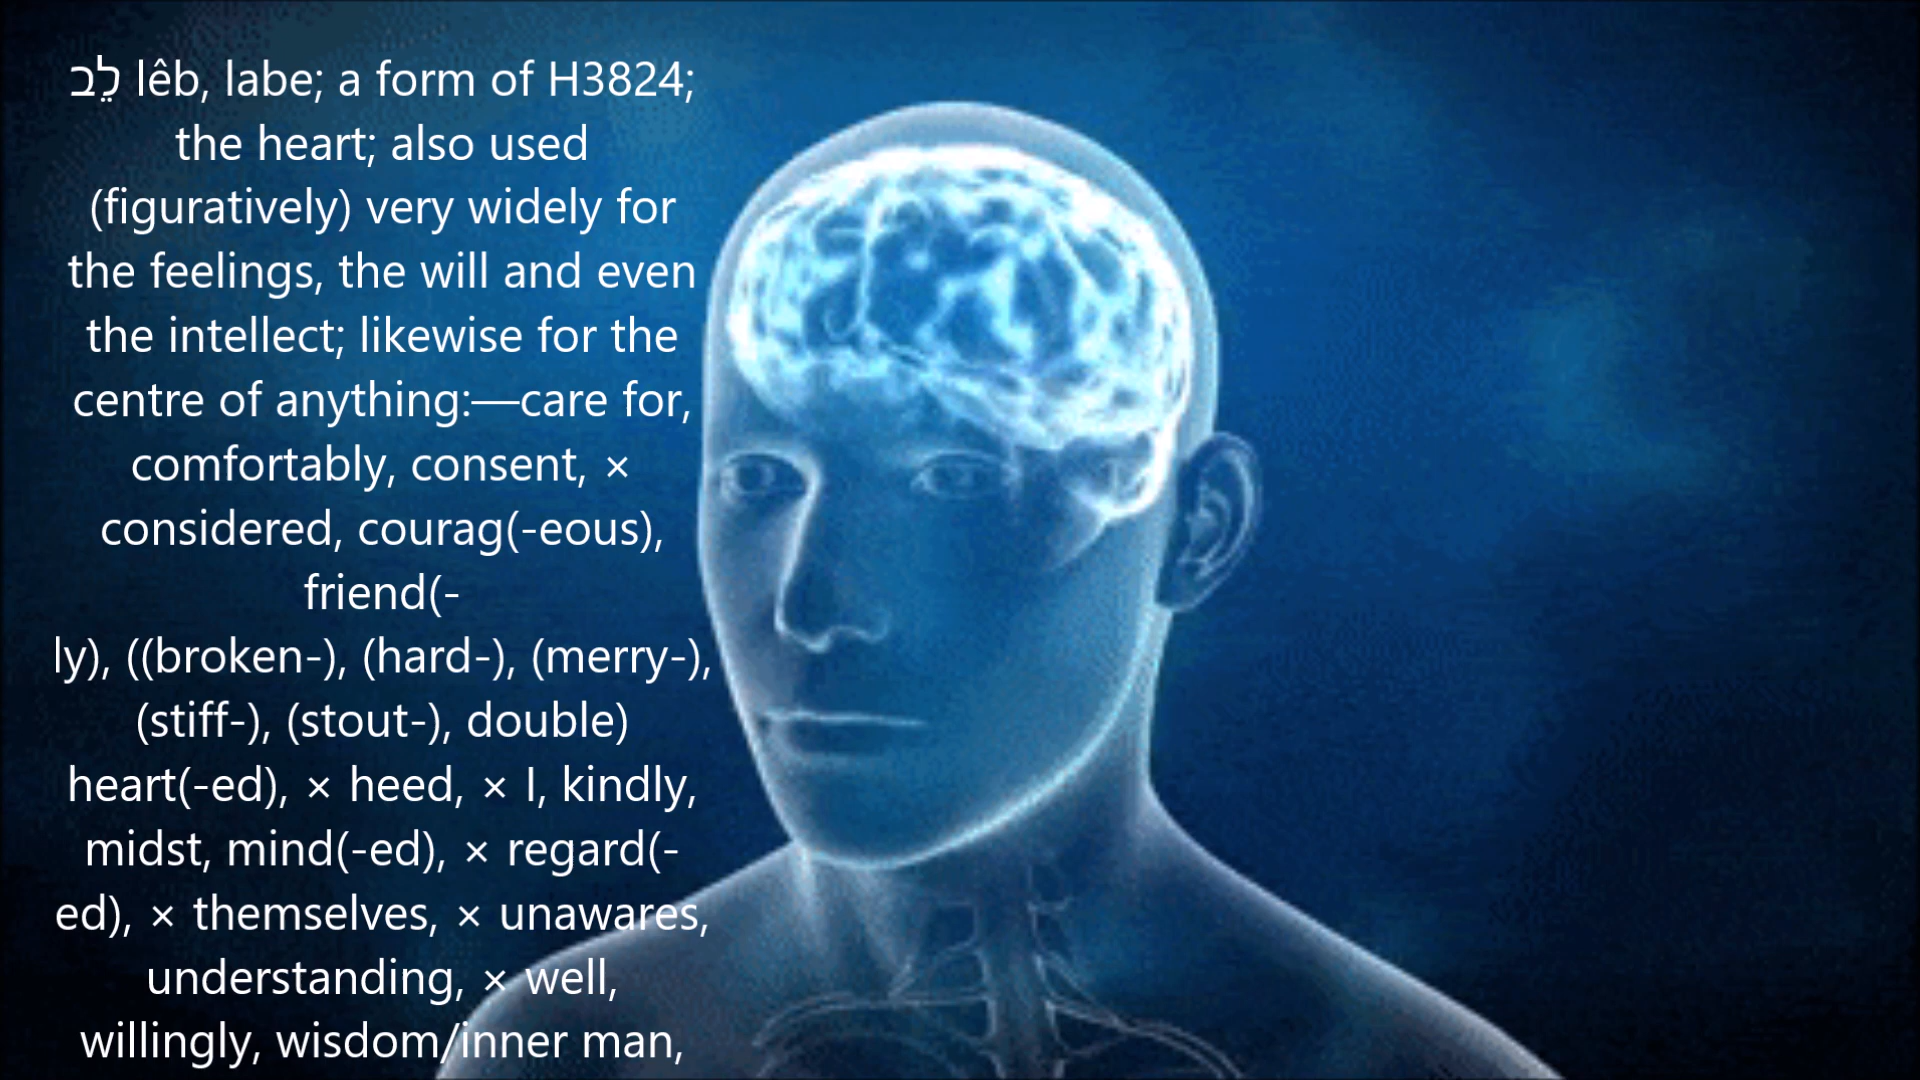 לֵב lêb, labe; a form of H3824;
the heart; also used
(figuratively) very widely for
the feelings, the will and even
the intellect; likewise for the
centre of anything:—care for,
comfortably, consent, ×
considered, courag(-eous),
friend(-
ly), ((broken-), (hard-), (merry-),
(stiff-), (stout-), double)
heart(-ed), × heed, × I, kindly,
midst, mind(-ed), × regard(-
ed), × themselves, × unawares,
understanding, × well,
willingly, wisdom/inner man,